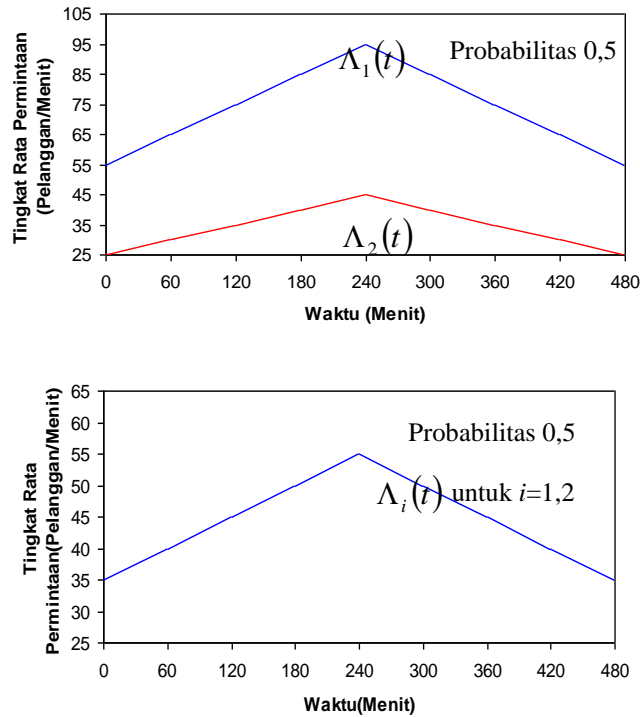 Tingkat Rata Permintaan
(Pelanggan/Menit)
105
95
85
75
65
55
45
35
25
Probabilitas 0,5
Λ₁(t)
Λ₂(t)
0 60 120 180 240 300 360 420 480
Waktu (Menit)
Tingkat Rata
Permintaan(Pelanggan/Menit)
65
60
55
50
45
40
35
30
25
Probabilitas 0,5
Λᵢ(t) untuk i=1,2
0 60 120 180 240 300 360 420 480
Waktu(Menit)